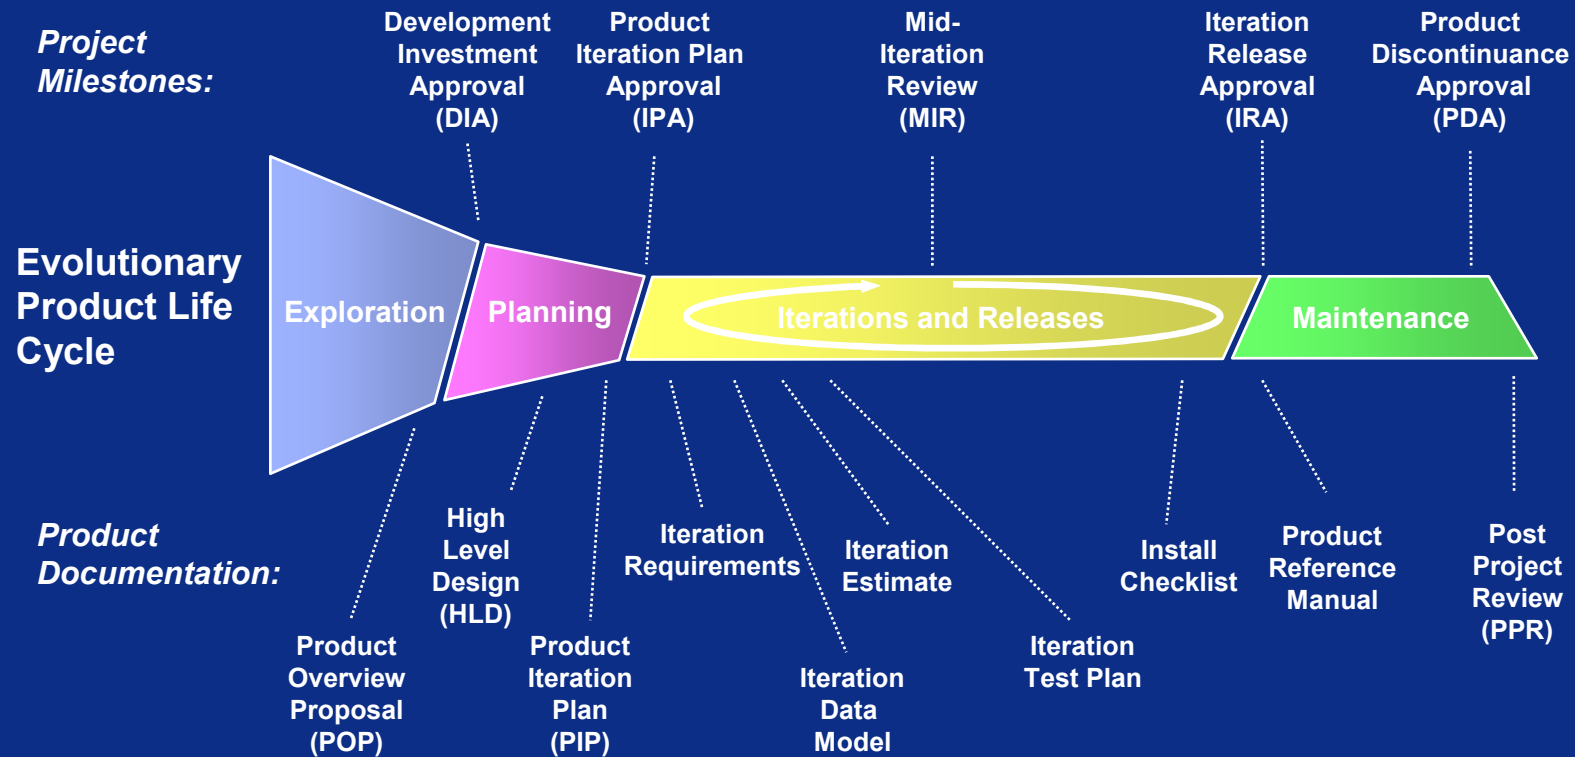 Project
Milestones:
Development
Investment
Approval
(DIA)
Product
Iteration Plan
Approval
(IPA)
Mid-
Iteration
Review
(MIR)
Iteration
Release
Approval
(IRA)
Product
Discontinuance
Approval
(PDA)
Evolutionary
Product Life
Cycle
Exploration
Planning
Iterations and Releases
Maintenance
Product
Documentation:
Product
Overview
Proposal
(POP)
High
Level
Design
(HLD)
Product
Iteration
Plan
(PIP)
Iteration
Requirements
Iteration
Data
Model
Iteration
Estimate
Iteration
Test Plan
Install
Checklist
Product
Reference
Manual
Post
Project
Review
(PPR)